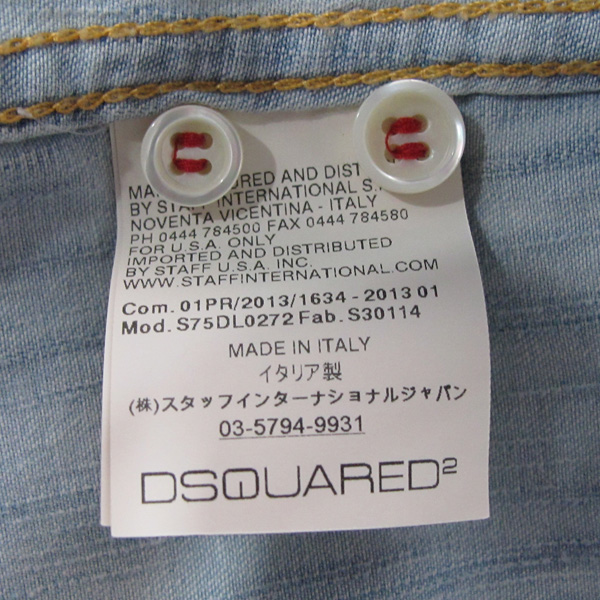 AND DIST
BY STAFF INTERNATIONAL S.
NOVENTA VICENTINA - ITALY
PH 0444 784500 FAX 0444 784580
FOR U.S.A. ONLY
IMPORTED AND DISTRIBUTED
BY STAFF U.S.A. INC.
WWW.STAFFINTERNATIONAL.COM
Com. 01PR/2013/1634 - 2013 01
Mod. S75DL0272 Fab. S30114
MADE IN ITALY
イタリア製
(株)スタッフインターナショナルジャパン
03-5794-9931
DSQUARED²